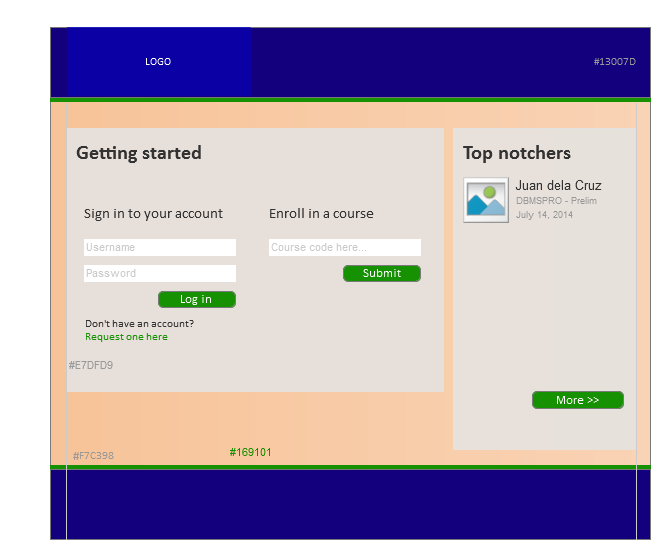 LOGO
#13007D
Getting started
Sign in to your account
Username
Password
Log in
Don't have an account?
Request one here
#E7DFD9
Enroll in a course
Course code here...
Submit
Top notchers
Juan dela Cruz
DBMSPRO - Prelim
July 14, 2014
More >>
#F7C398
#169101